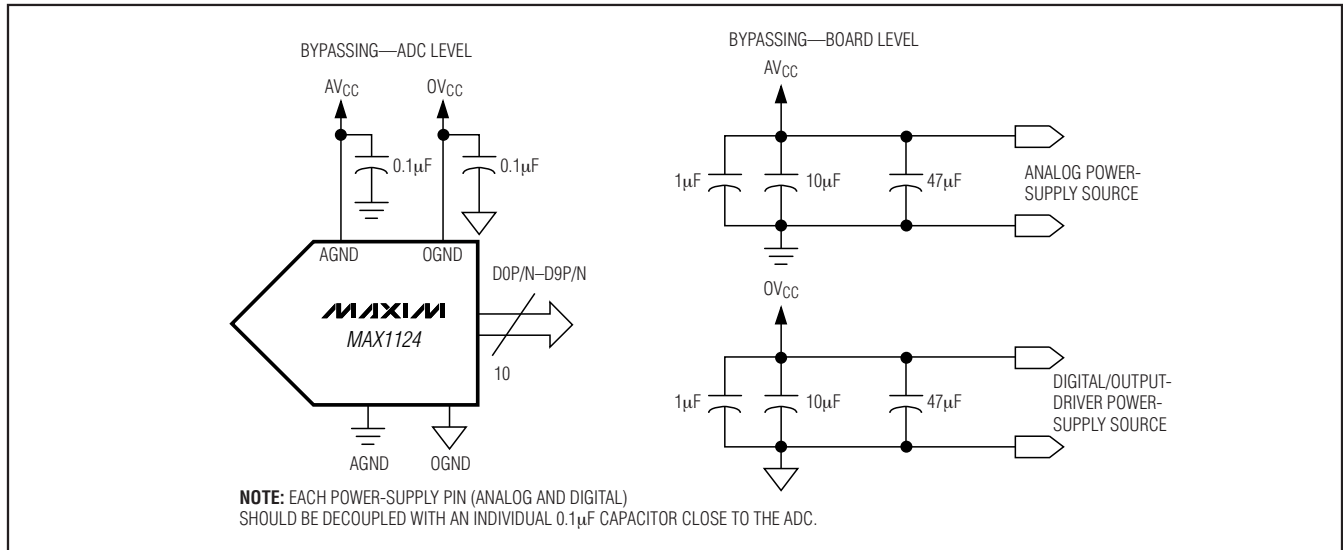 BYPASSING—ADC LEVEL
AVCC
OVCC
0.1µF
0.1µF
AGND
OGND
D0P/N–D9P/N
MAXIM
MAX1124
10
AGND
OGND
BYPASSING—BOARD LEVEL
AVCC
1µF
10µF
47µF
ANALOG POWER-
SUPPLY SOURCE
OVCC
1µF
10µF
47µF
DIGITAL/OUTPUT-
DRIVER POWER-
SUPPLY SOURCE
NOTE: EACH POWER-SUPPLY PIN (ANALOG AND DIGITAL)
SHOULD BE DECOUPLED WITH AN INDIVIDUAL 0.1µF CAPACITOR CLOSE TO THE ADC.